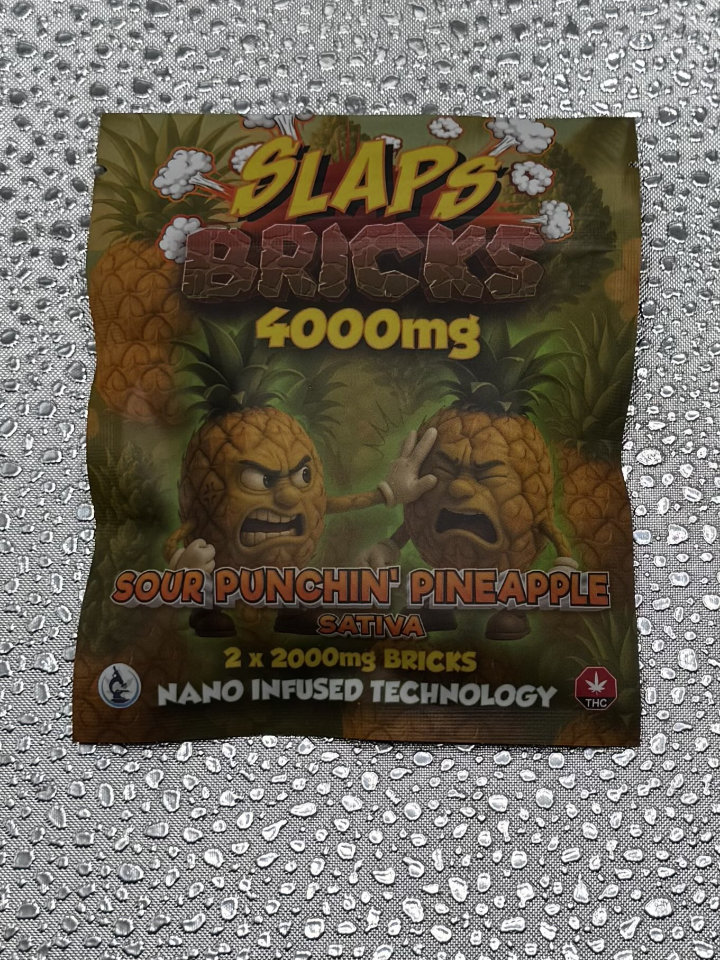 SLAPS
BRICKS
4000mg
SOUR PUNCHIN' PINEAPPLE
SATIVA
2 x 2000mg BRICKS
NANO INFUSED TECHNOLOGY
THC